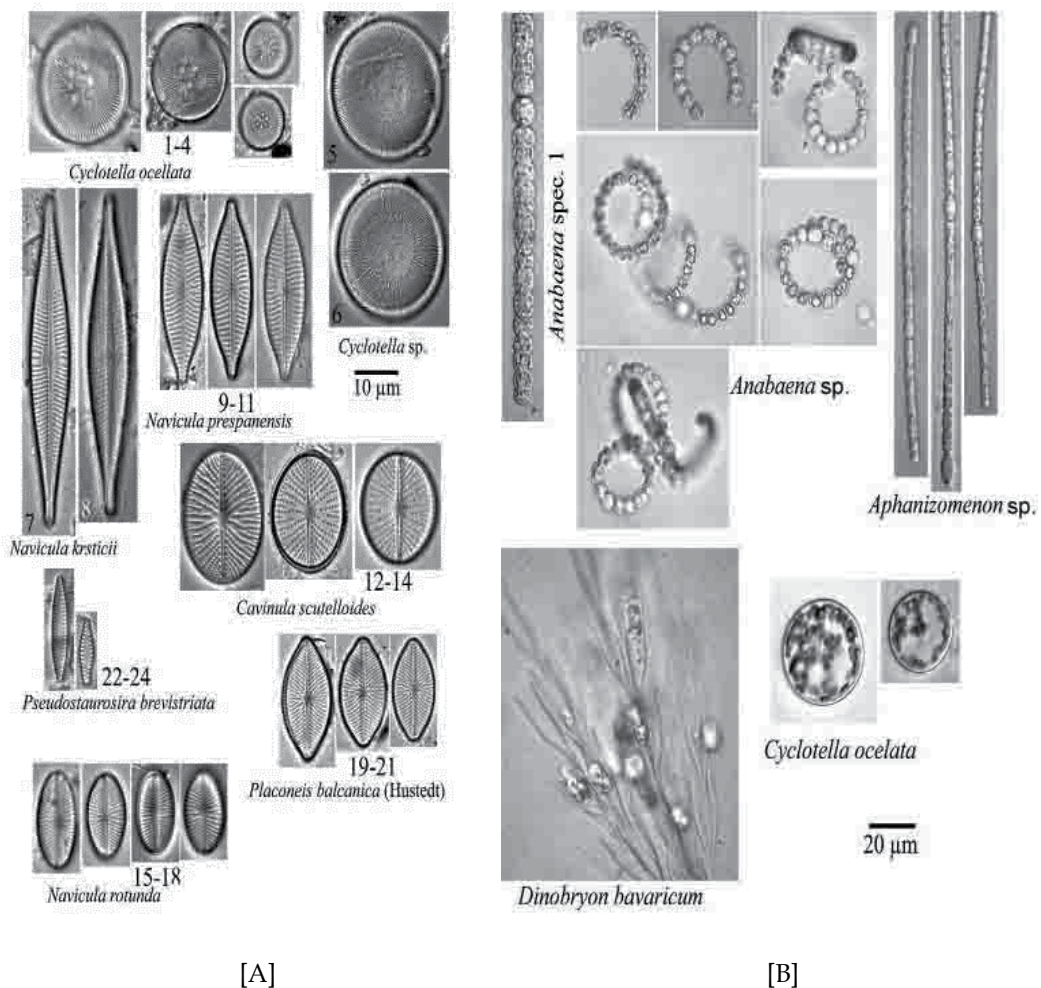 1-4
Cyclotella ocellata
5
6
Cyclotella sp.
10 µm
9-11
Navicula prespanensis
7
8
Navicula krsticii
12-14
Cavinula scutelloides
22-24
Pseudostaurosira brevistriata
19-21
Placoneis balcanica (Hustedt)
15-18
Navicula rotunda
[A]
Anabaena spec. 1
Anabaena sp.
Aphanizomenon sp.
Cyclotella ocelata
20 µm
Dinobryon bavaricum
[B]